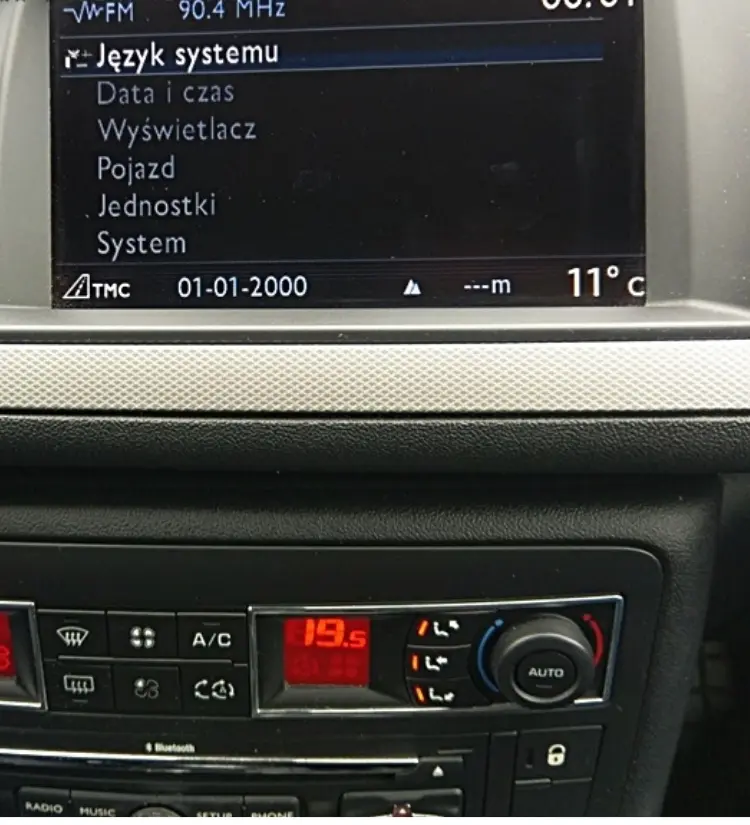 FM 90.4 MHz
Język systemu
Data i czas
Wyświetlacz
Pojazd
Jednostki
System
TMC 01-01-2000 ---m 11° C
A/C
19.5
AUTO
Bluetooth
RADIO MUSIC SETUP PHONE